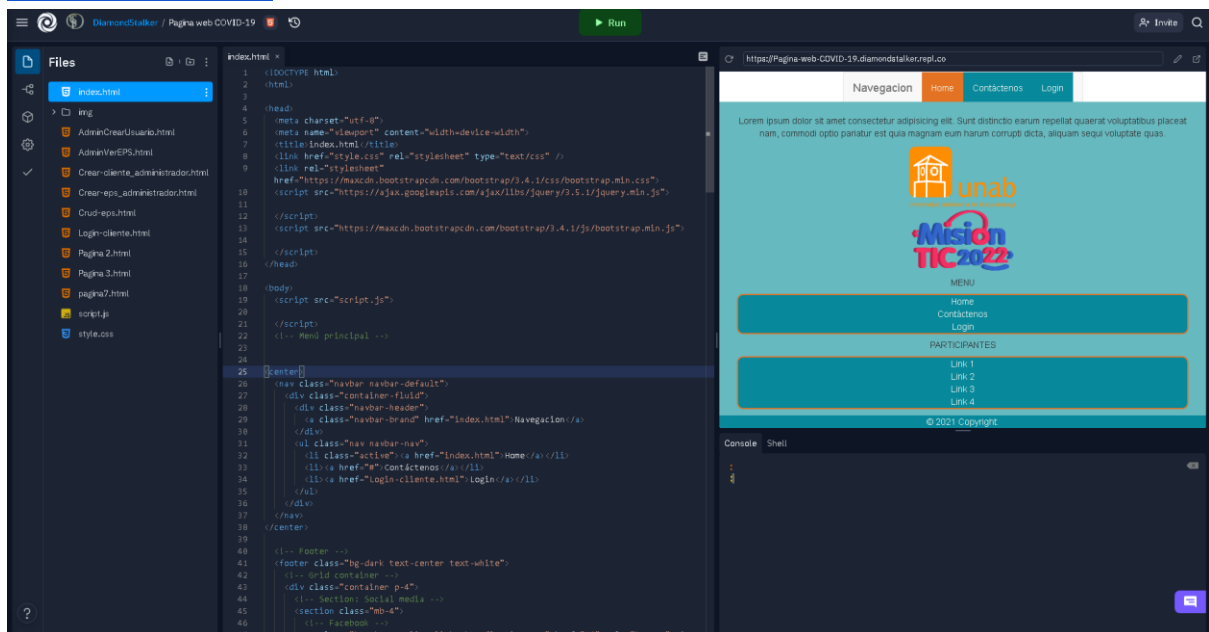 DiamondStalker / Pagina web COVID-19
Run
Invite
Files
index.html
img
AdminCrearUsuario.html
AdminVerEPS.html
Crear-cliente_administrador.html
Crear-eps_administrador.html
Crud-eps.html
Login-cliente.html
Pagina 2.html
Pagina 3.html
pagina7.html
script.js
style.css
?
index.html ×
1 <!DOCTYPE html>
2 <html>
3
4 <head>
5 <meta charset="utf-8">
6 <meta name="viewport" content="width=device-width">
7 <title>index.html</title>
8 <link href="style.css" rel="stylesheet" type="text/css" />
9 <link rel="stylesheet"
href="https://maxcdn.bootstrapcdn.com/bootstrap/3.4.1/css/bootstrap.min.css">
10 <script src="https://ajax.googleapis.com/ajax/libs/jquery/3.5.1/jquery.min.js">
11
12 </script>
13 <script src="https://maxcdn.bootstrapcdn.com/bootstrap/3.4.1/js/bootstrap.min.js">
14
15 </script>
16 </head>
17
18 <body>
19 <script src="script.js">
20
21 </script>
22 <!-- Menú principal -->
23
24
25 <center>
26 <nav class="navbar navbar-default">
27 <div class="container-fluid">
28 <div class="navbar-header">
29 <a class="navbar-brand" href="index.html">Navegacion</a>
30 </div>
31 <ul class="nav navbar-nav">
32 <li class="active"><a href="index.html">Home</a></li>
33 <li><a href="#">Contáctenos</a></li>
34 <li><a href="Login-cliente.html">Login</a></li>
35 </ul>
36 </div>
37 </nav>
38 </center>
39
40 <!-- Footer -->
41 <footer class="bg-dark text-center text-white">
42 <!-- Grid container -->
43 <div class="container p-4">
44 <!-- Section: Social media -->
45 <section class="mb-4">
46 <!-- Facebook -->
https://Pagina-web-COVID-19.diamondstalker.repl.co
Navegacion Home Contáctenos Login
Lorem ipsum dolor sit amet consectetur adipisicing elit. Sunt distinctio earum repellat quaerat voluptatibus placeat
nam, commodi optio pariatur est quia magnam eum harum corrupti dicta, aliquam sequi voluptate quas.
unab
Misión
TIC2022
MENU
Home
Contáctenos
Login
PARTICIPANTES
Link 1
Link 2
Link 3
Link 4
© 2021 Copyright:
Console Shell